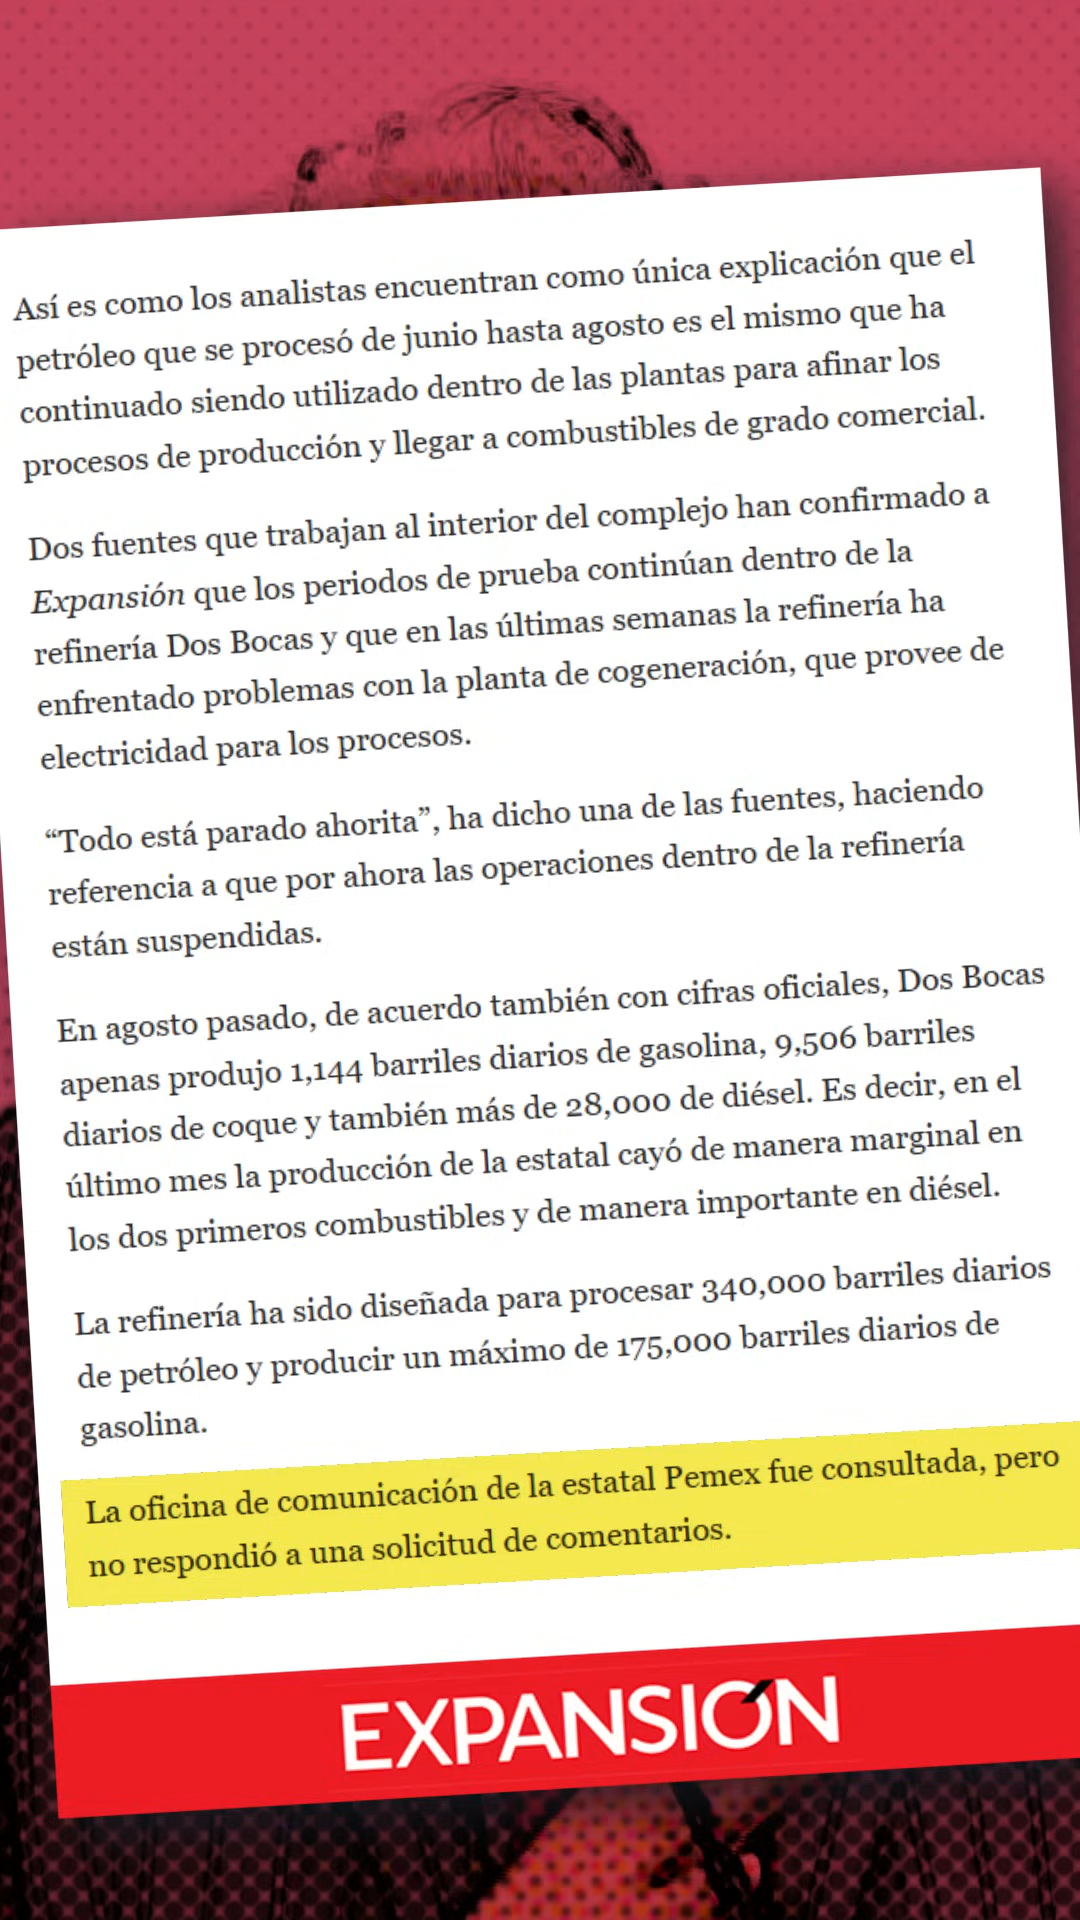 Así es como los analistas encuentran como única explicación que el
petróleo que se procesó de junio hasta agosto es el mismo que ha
continuado siendo utilizado dentro de las plantas para afinar los
procesos de producción y llegar a combustibles de grado comercial.
Dos fuentes que trabajan al interior del complejo han confirmado a
Expansión que los periodos de prueba continúan dentro de la
refinería Dos Bocas y que en las últimas semanas la refinería ha
enfrentado problemas con la planta de cogeneración, que provee de
electricidad para los procesos.
“Todo está parado ahorita”, ha dicho una de las fuentes, haciendo
referencia a que por ahora las operaciones dentro de la refinería
están suspendidas.
En agosto pasado, de acuerdo también con cifras oficiales, Dos Bocas
apenas produjo 1,144 barriles diarios de gasolina, 9,506 barriles
diarios de coque y también más de 28,000 de diésel. Es decir, en el
último mes la producción de la estatal cayó de manera marginal en
los dos primeros combustibles y de manera importante en diésel.
La refinería ha sido diseñada para procesar 340,000 barriles diarios
de petróleo y producir un máximo de 175,000 barriles diarios de
gasolina.
La oficina de comunicación de la estatal Pemex fue consultada, pero
no respondió a una solicitud de comentarios.
EXPANSIÓN